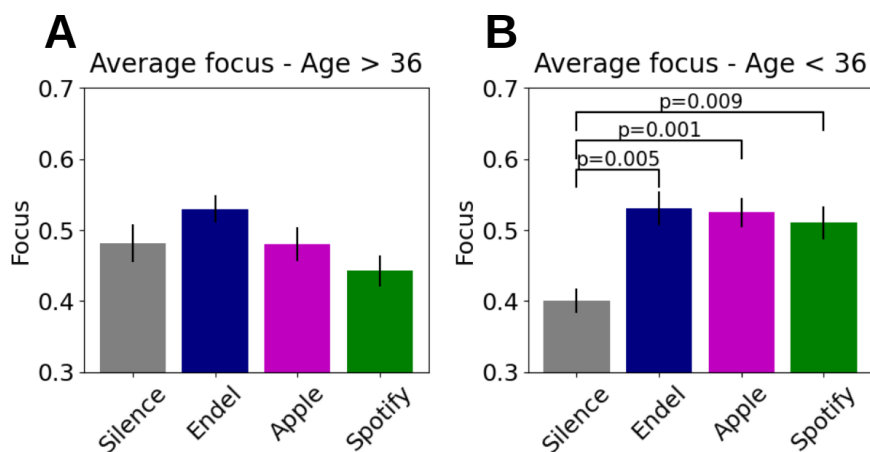 A
Average focus - Age > 36
0.7
0.6
0.5
0.4
0.3
Focus
Silence
Endel
Apple
Spotify
B
Average focus - Age < 36
0.7
0.6
0.5
0.4
0.3
Focus
p=0.009
p=0.001
p=0.005
Silence
Endel
Apple
Spotify